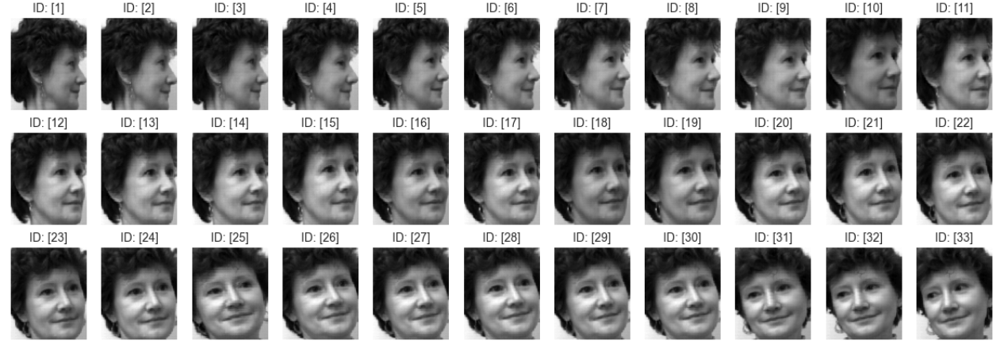 ID: [1] ID: [2] ID: [3] ID: [4] ID: [5] ID: [6] ID: [7] ID: [8] ID: [9] ID: [10] ID: [11]
ID: [12] ID: [13] ID: [14] ID: [15] ID: [16] ID: [17] ID: [18] ID: [19] ID: [20] ID: [21] ID: [22]
ID: [23] ID: [24] ID: [25] ID: [26] ID: [27] ID: [28] ID: [29] ID: [30] ID: [31] ID: [32] ID: [33]